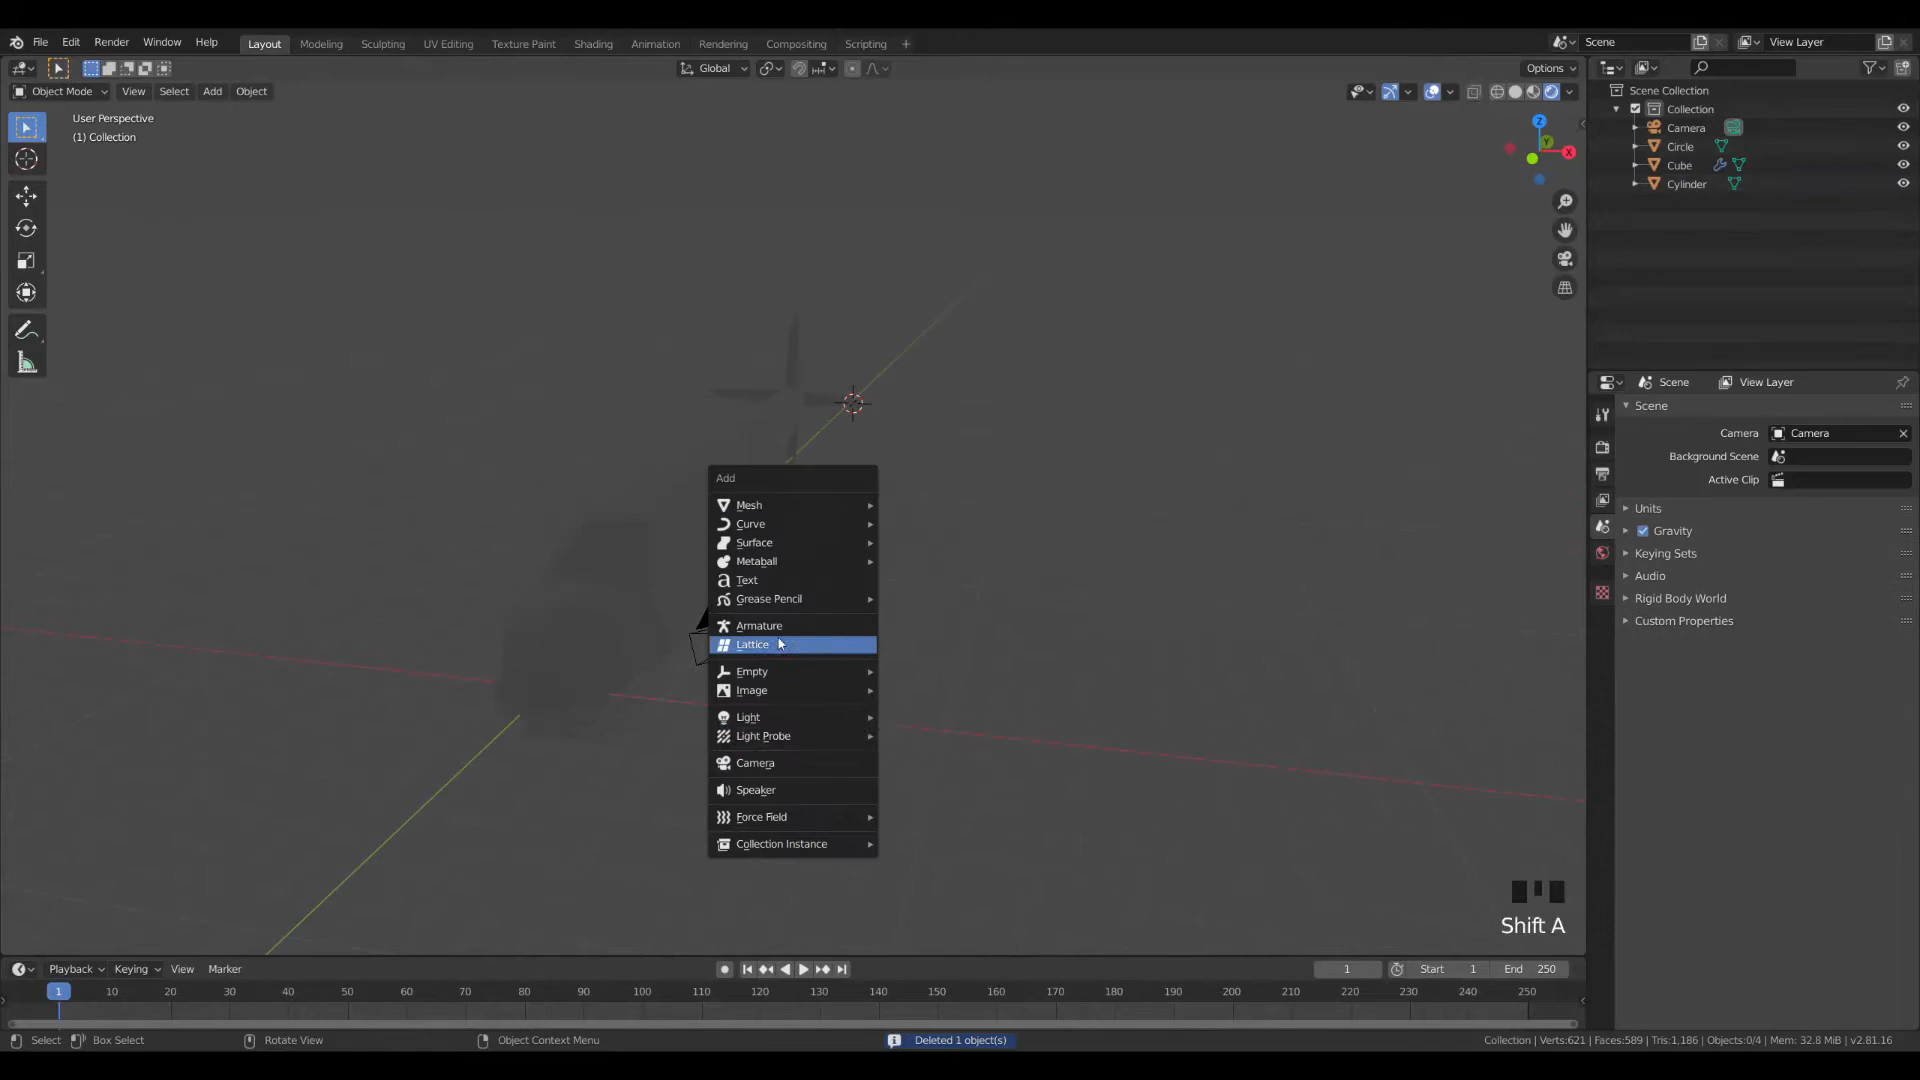 File Edit Render Window Help Layout Modeling Sculpting UV Editing Texture Paint Shading Animation Rendering Compositing Scripting + Scene View Layer
Global Options
Object Mode View Select Add Object
User Perspective
(1) Collection
Z
Y
X
Scene Collection
Collection
Camera
Circle
Cube
Cylinder
Add
Mesh
Curve
Surface
Metaball
Text
Grease Pencil
Armature
Lattice
Empty
Image
Light
Light Probe
Camera
Speaker
Force Field
Collection Instance
Scene View Layer
Scene
Camera Camera
Background Scene
Active Clip
Units
Gravity
Keying Sets
Audio
Rigid Body World
Custom Properties
Shift A
Playback Keying View Marker 1 Start 1 End 250
1 10 20 30 40 50 60 70 80 90 100 110 120 130 140 150 160 170 180 190 200 210 220 230 240 250
Select Box Select Rotate View Object Context Menu Deleted 1 object(s) Collection | Verts:621 | Faces:589 | Tris:1,186 | Objects:0/4 | Mem: 32.8 MiB | v2.81.16